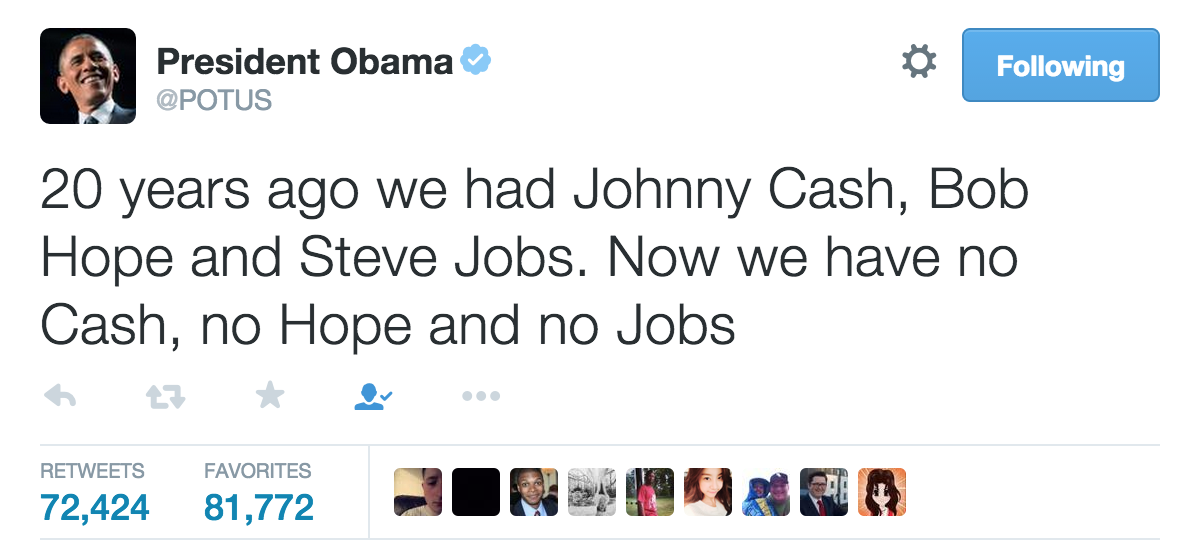 President Obama
@POTUS
Following
20 years ago we had Johnny Cash, Bob
Hope and Steve Jobs. Now we have no
Cash, no Hope and no Jobs
RETWEETS
FAVORITES
72,424
81,772